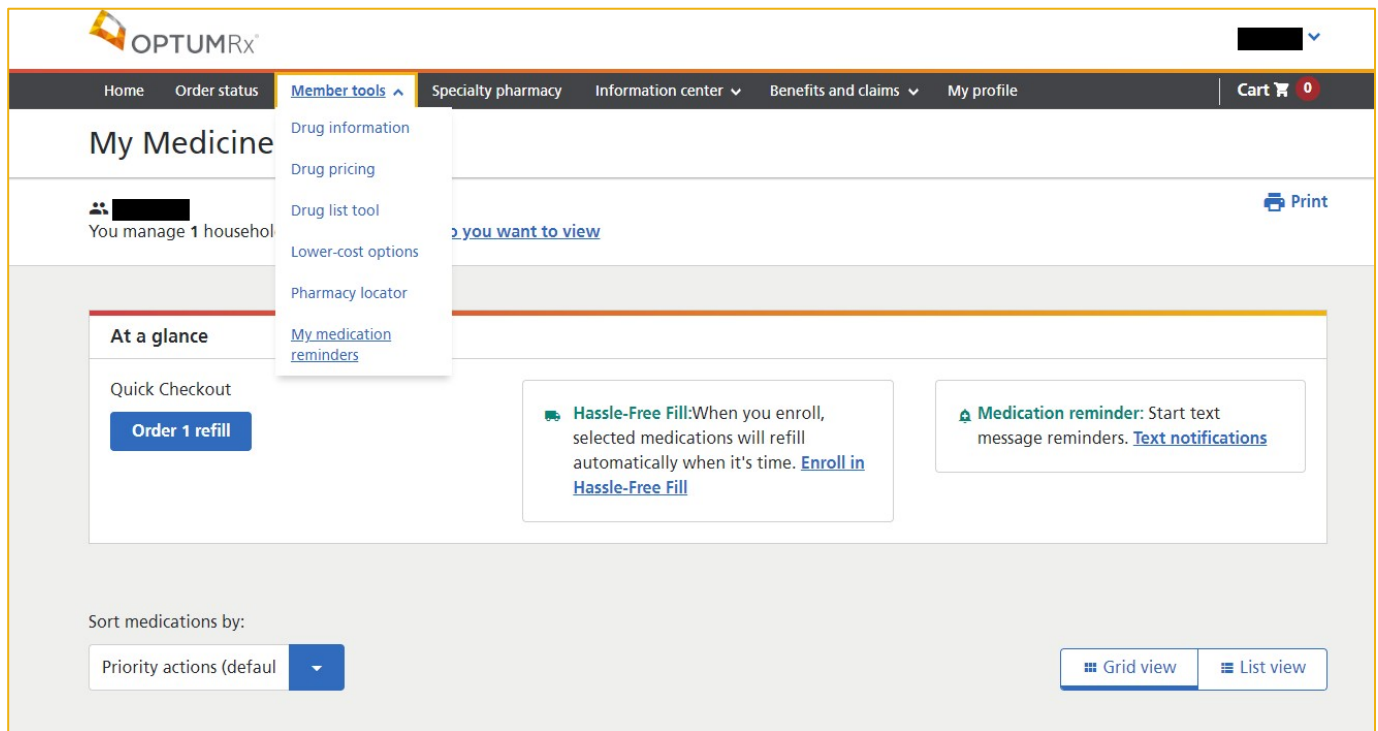 OPTUMRx®
Home Order status Member tools Specialty pharmacy Information center Benefits and claims My profile Cart 0
Drug information
Drug pricing
Drug list tool
Lower-cost options
Pharmacy locator
My medication
reminders
My Medicine
Print
You manage 1 househol
o you want to view
At a glance
Quick Checkout
Order 1 refill
Hassle-Free Fill:When you enroll,
selected medications will refill
automatically when it's time. Enroll in
Hassle-Free Fill
Medication reminder: Start text
message reminders. Text notifications
Sort medications by:
Priority actions (defaul
Grid view List view